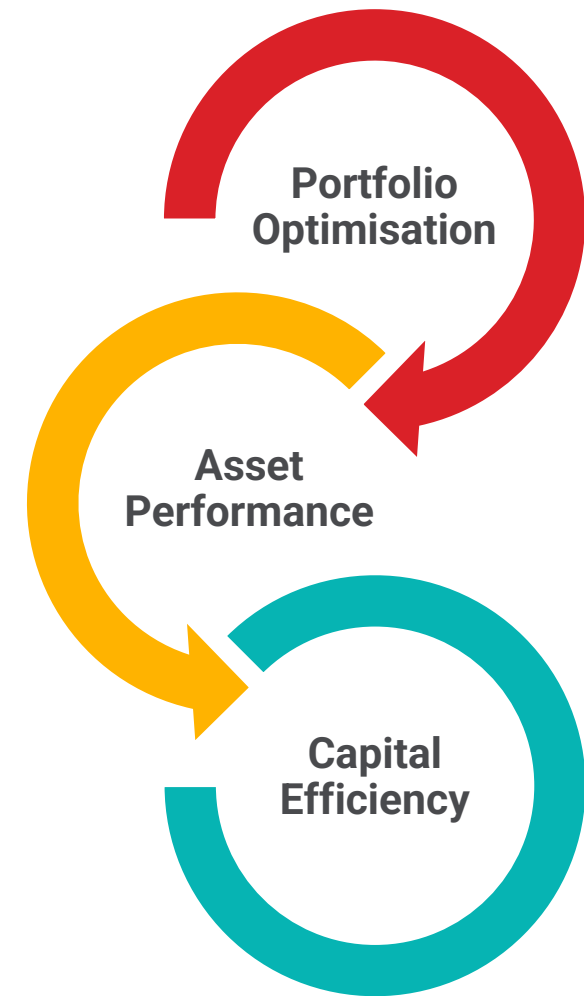 Portfolio
Optimisation
Asset
Performance
Capital
Efficiency